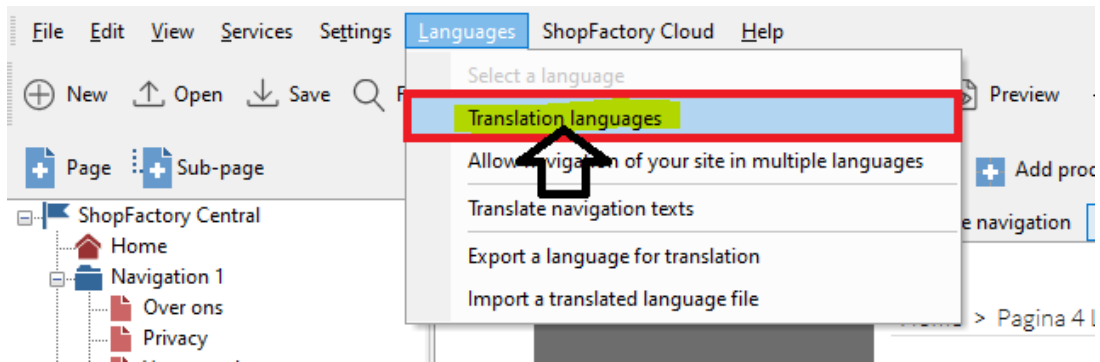 File Edit View Services Settings Languages ShopFactory Cloud Help
Select a language
New Open Save Preview
Translation languages
Allow navigation of your site in multiple languages
Page Sub-page Add
Translate navigation texts
ShopFactory Central navigation
Home
Export a language for translation
Navigation 1
Import a translated language file
Over ons
> Pagina 4
Privacy